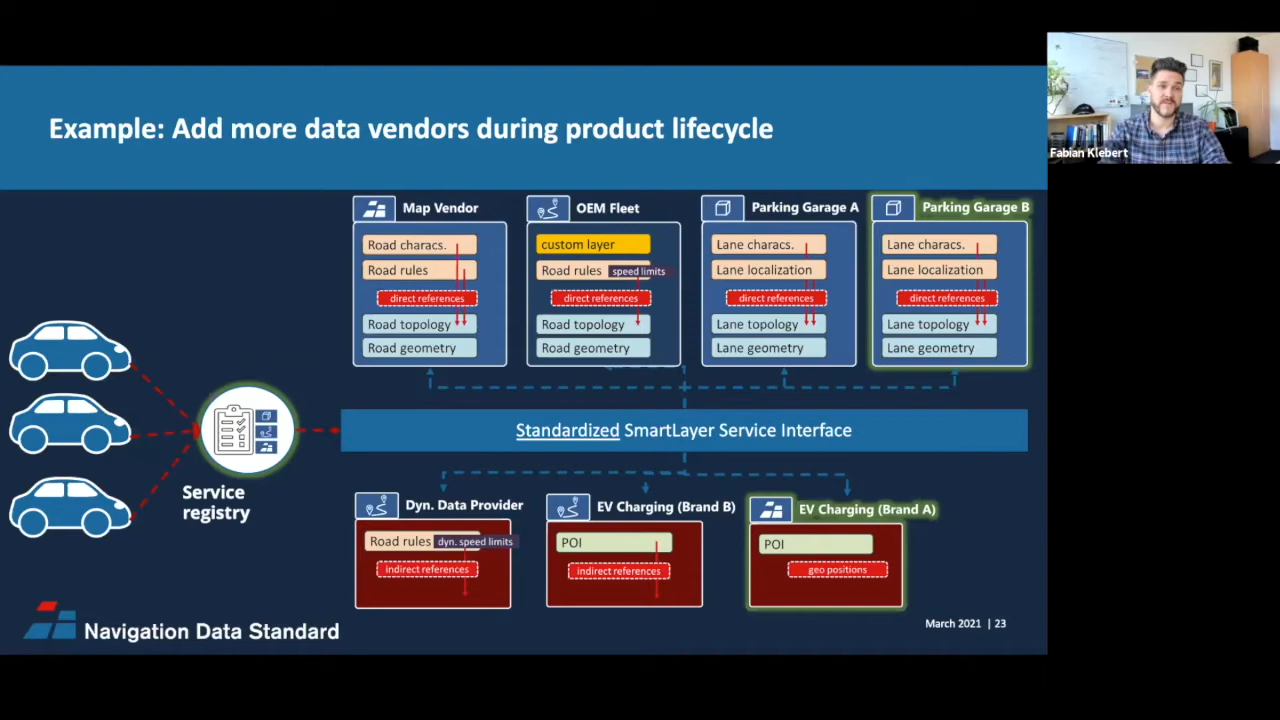 Fabian Klebert
Example: Add more data vendors during product lifecycle
Map Vendor
Road characs.
Road rules
direct references
Road topology
Road geometry
OEM Fleet
custom layer
Road rules speed limits
direct references
Road topology
Road geometry
Parking Garage A
Lane characs.
Lane localization
direct references
Lane topology
Lane geometry
Parking Garage B
Lane characs.
Lane localization
direct references
Lane topology
Lane geometry
Service
registry
Standardized SmartLayer Service Interface
Dyn. Data Provider
Road rules dyn. speed limits
indirect references
EV Charging (Brand B)
POI
indirect references
EV Charging (Brand A)
POI
geo positions
Navigation Data Standard
March 2021 | 23